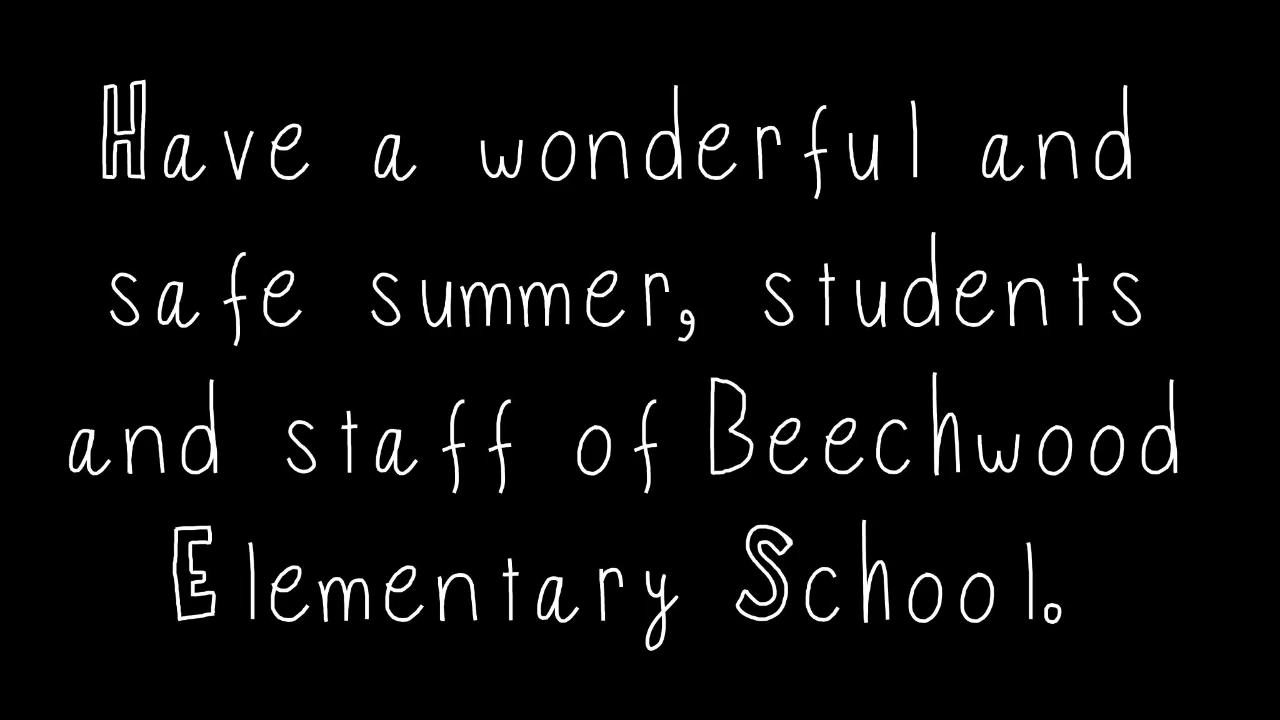 Have a wonderful and
safe summer, students
and staff of Beechwood
Elementary School.